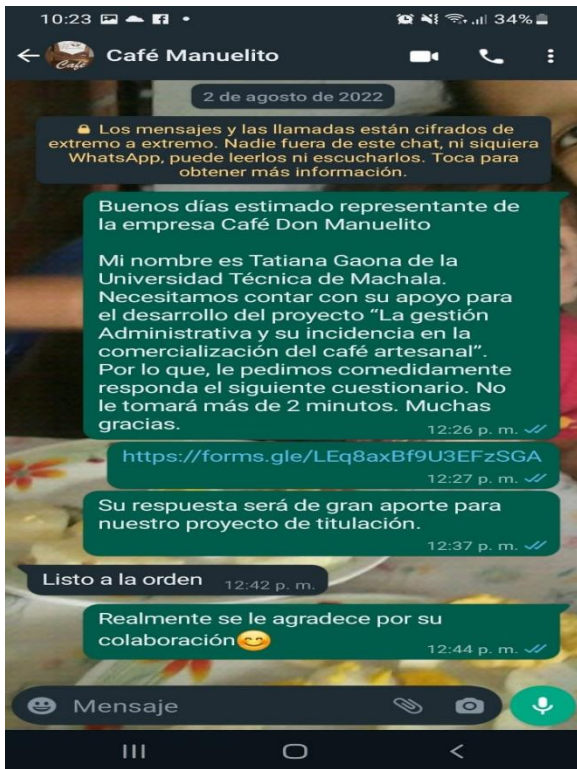 10:23
34%
Café Manuelito
Café
2 de agosto de 2022
Los mensajes y las llamadas están cifrados de
extremo a extremo. Nadie fuera de este chat, ni siquiera
WhatsApp, puede leerlos ni escucharlos. Toca para
obtener más información.
Buenos días estimado representante de
la empresa Café Don Manuelito
Mi nombre es Tatiana Gaona de la
Universidad Técnica de Machala.
Necesitamos contar con su apoyo para
el desarrollo del proyecto “La gestión
Administrativa y su incidencia en la
comercialización del café artesanal”.
Por lo que, le pedimos comedidamente
responda el siguiente cuestionario. No
le tomará más de 2 minutos. Muchas
gracias.
12:26 p. m.
https://forms.gle/LEq8axBf9U3EFzSGA
12:27 p. m.
Su respuesta será de gran aporte para
nuestro proyecto de titulación.
12:37 p. m.
Listo a la orden 12:42 p. m.
Realmente se le agradece por su
colaboración😊
12:44 p. m.
Mensaje